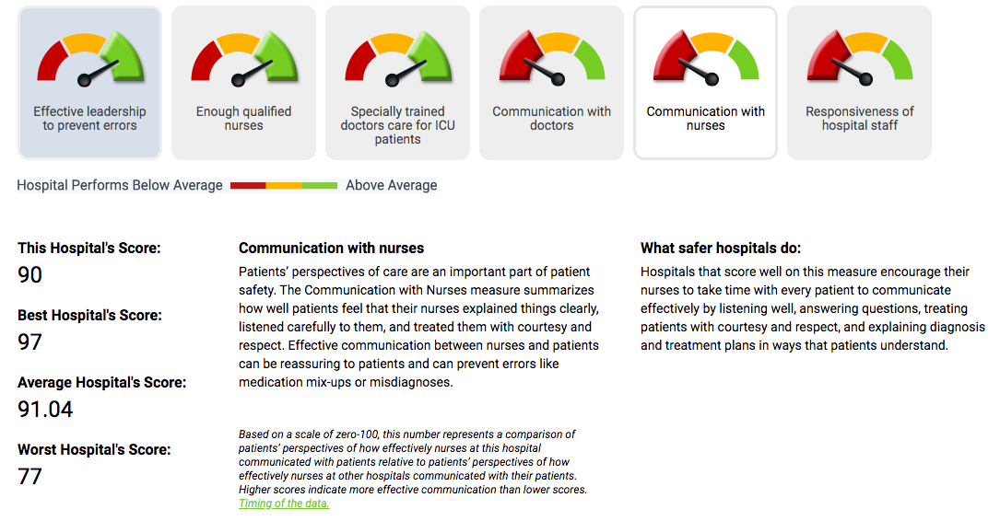 Effective leadership
to prevent errors
Enough qualified
nurses
Specially trained
doctors care for ICU
patients
Communication with
doctors
Communication with
nurses
Responsiveness of
hospital staff
Hospital Performs Below Average
Above Average
This Hospital's Score:
90
Best Hospital's Score:
97
Average Hospital's Score:
91.04
Worst Hospital's Score:
77
Communication with nurses
Patients’ perspectives of care are an important part of patient
safety. The Communication with Nurses measure summarizes
how well patients feel that their nurses explained things clearly,
listened carefully to them, and treated them with courtesy and
respect. Effective communication between nurses and patients
can be reassuring to patients and can prevent errors like
medication mix-ups or misdiagnoses.
Based on a scale of zero-100, this number represents a comparison of
patients’ perspectives of how effectively nurses at this hospital
communicated with patients relative to patients’ perspectives of how
effectively nurses at other hospitals communicated with their patients.
Higher scores indicate more effective communication than lower scores.
Timing of the data.
What safer hospitals do:
Hospitals that score well on this measure encourage their
nurses to take time with every patient to communicate
effectively by listening well, answering questions, treating
patients with courtesy and respect, and explaining diagnosis
and treatment plans in ways that patients understand.